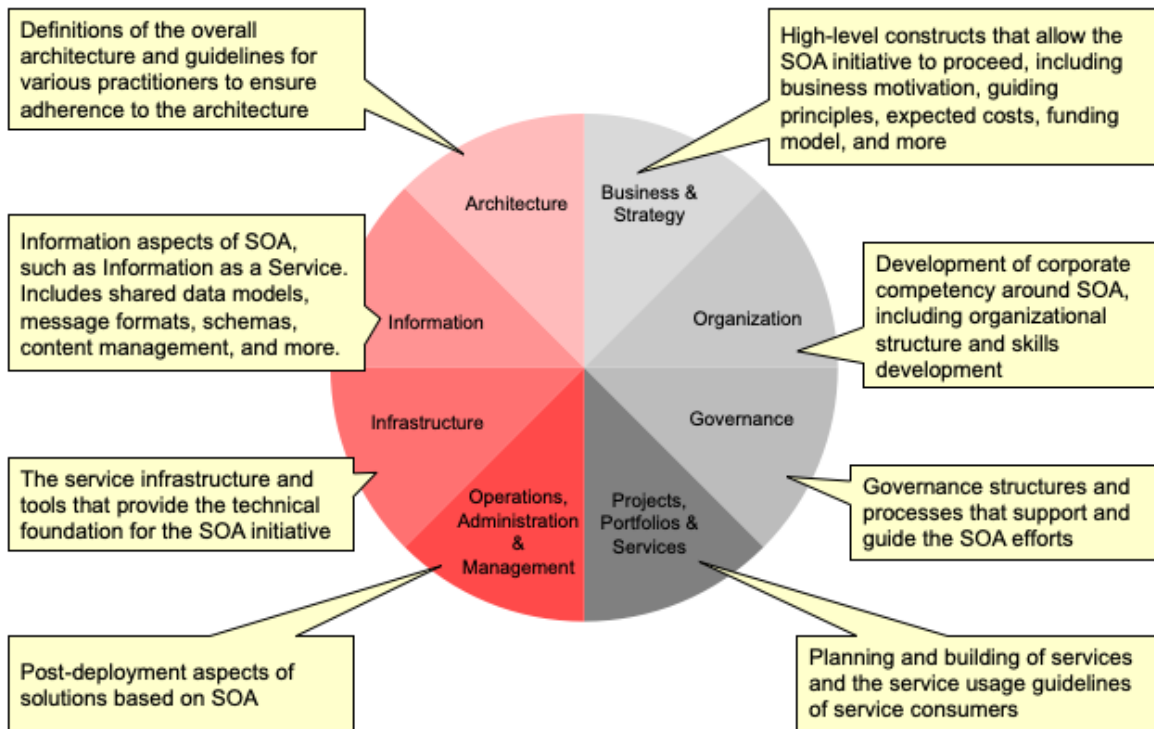 Definitions of the overall
architecture and guidelines for
various practitioners to ensure
adherence to the architecture
High-level constructs that allow the
SOA initiative to proceed, including
business motivation, guiding
principles, expected costs, funding
model, and more
Architecture
Business &
Strategy
Information aspects of SOA,
such as Information as a Service.
Includes shared data models,
message formats, schemas,
content management, and more.
Information
Organization
Development of corporate
competency around SOA,
including organizational
structure and skills
development
Infrastructure
Governance
The service infrastructure and
tools that provide the technical
foundation for the SOA initiative
Operations,
Administration
&
Management
Projects,
Portfolios &
Services
Governance structures and
processes that support and
guide the SOA efforts
Post-deployment aspects of
solutions based on SOA
Planning and building of services
and the service usage guidelines
of service consumers